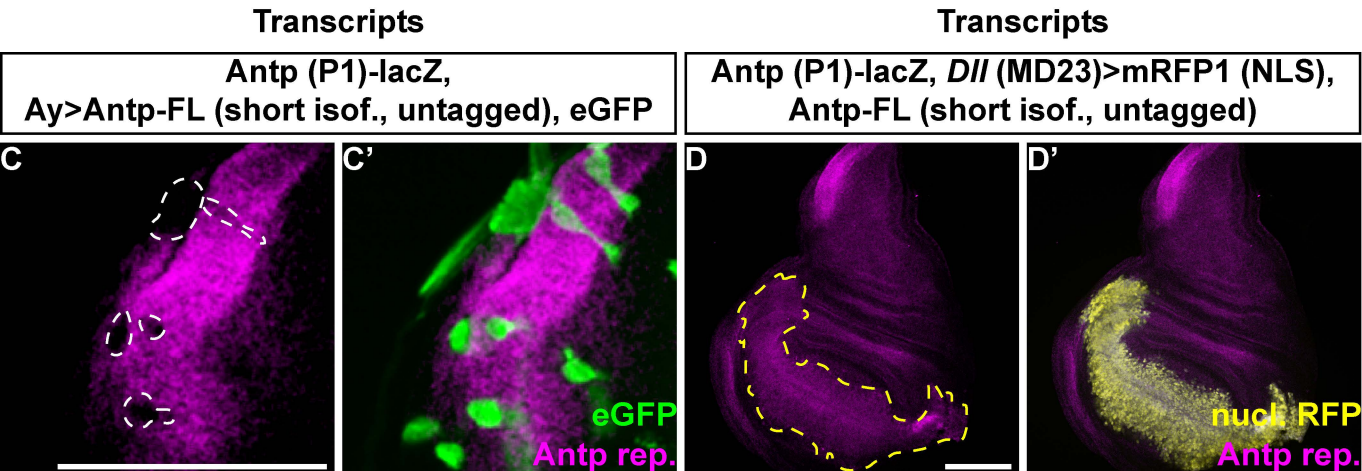 Transcripts
Antp (P1)-lacZ,
Ay>Antp-FL (short isof., untagged), eGFP
Transcripts
Antp (P1)-lacZ, Dll (MD23)>mRFP1 (NLS),
Antp-FL (short isof., untagged)
C
C’
eGFP
Antp rep.
D
D’
nucl. RFP
Antp rep.